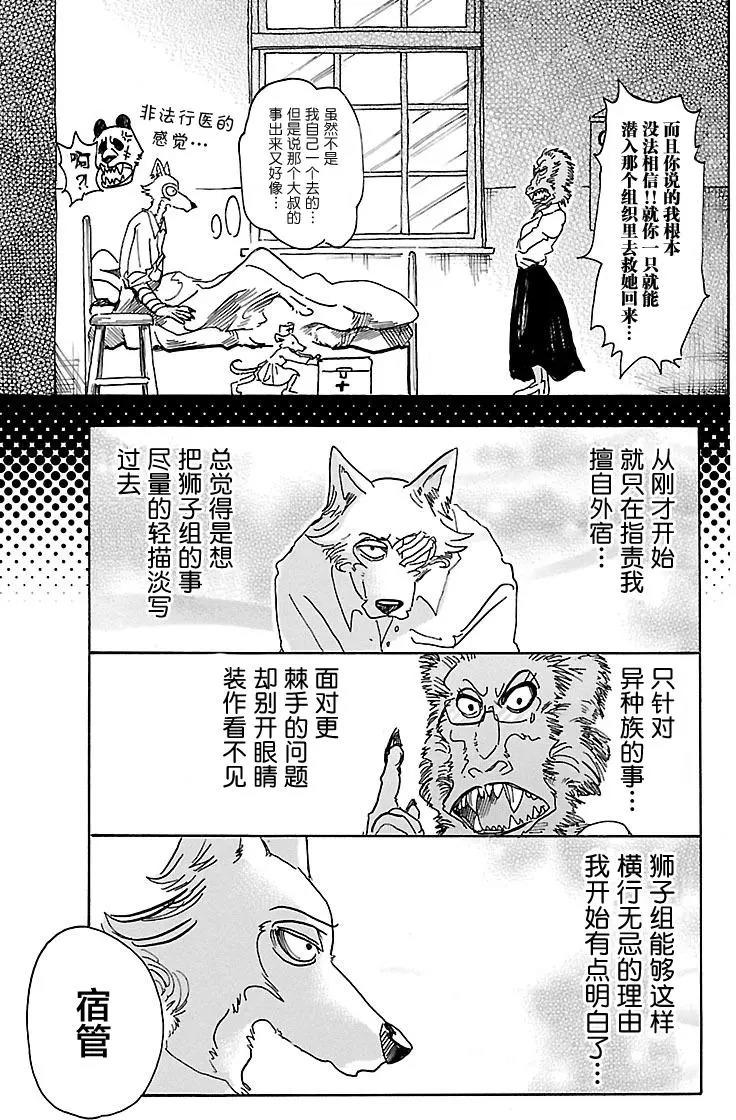 而且你说的我根本
没法相信!!就你一只就能
潜入那个组织里去救她回来…
虽然不是
我自己一个去的…
但是说那个大叔的
事出来又好像…
非法行医的
感觉…
啊?!
从刚才开始
就只在指责我
擅自外宿…
总觉得是想
把狮子组的事
尽量的轻描淡写
过去
只针对
异种族的事…
面对更
棘手的问题
却别开眼睛
装作看不见
狮子组能够这样
横行无忌的理由
我开始有点明白了…
宿管